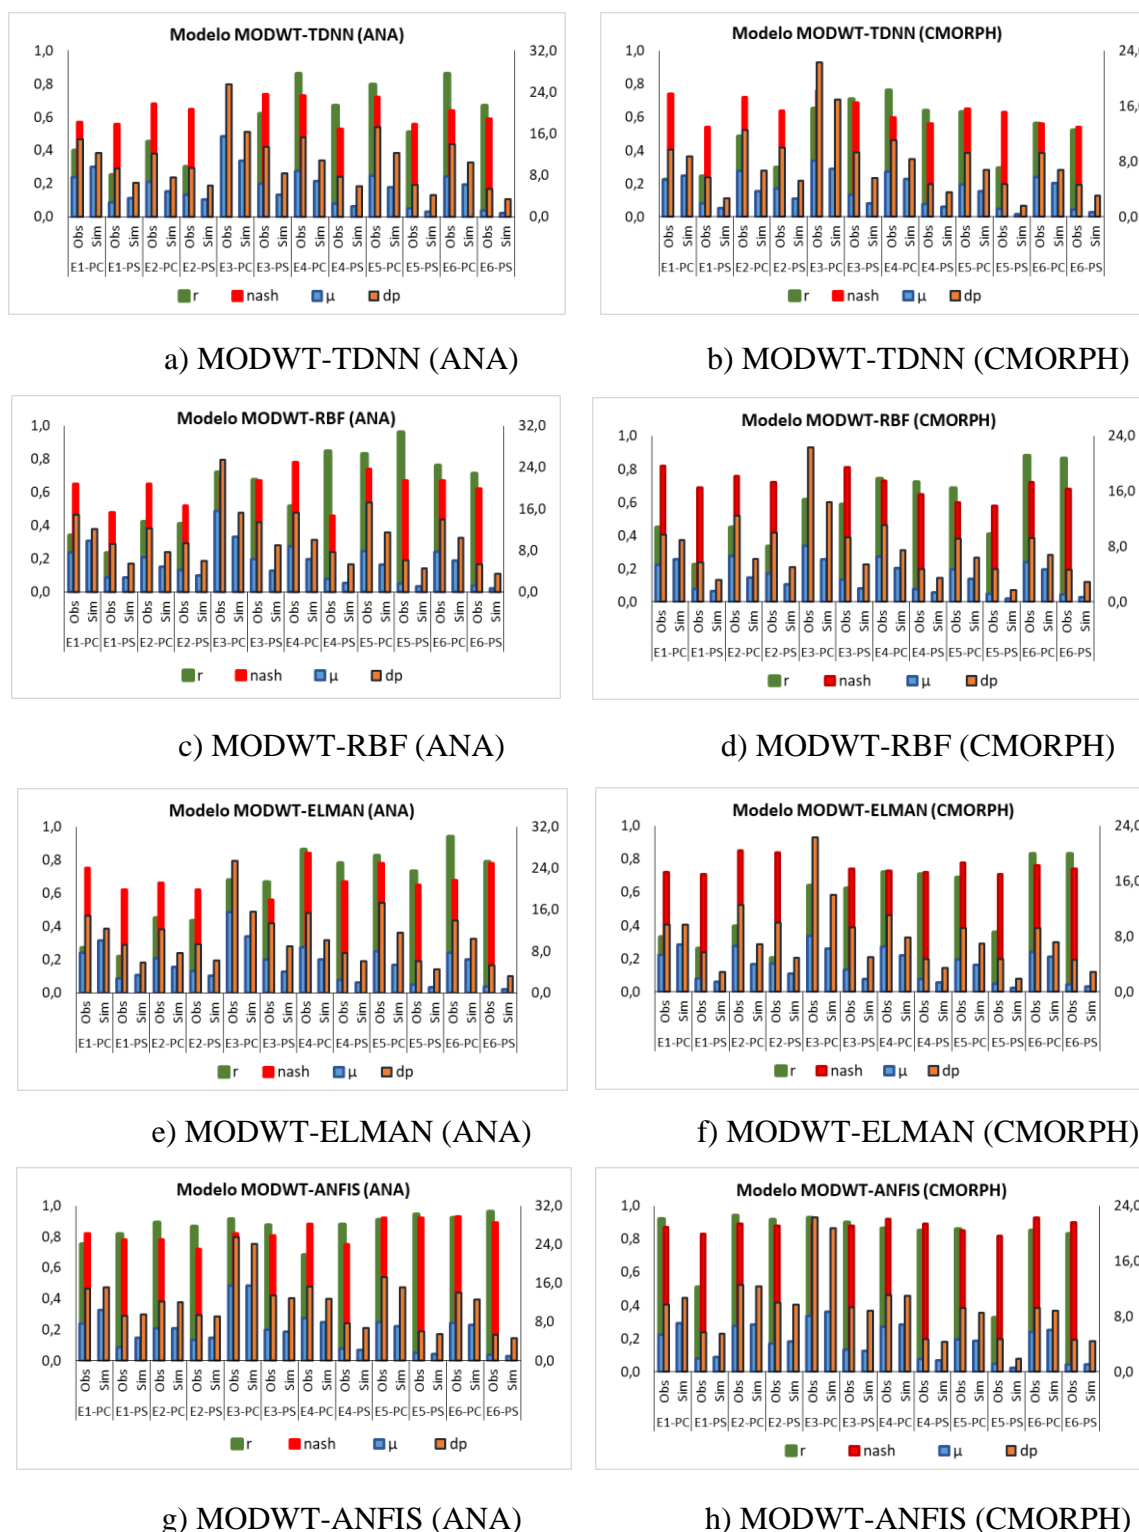 Modelo MODWT-TDNN (ANA)
1,0 0,8 0,6 0,4 0,2 0,0
32,0 24,0 16,0 8,0 0,0
Obs Sim Obs Sim Obs Sim Obs Sim Obs Sim Obs Sim Obs Sim Obs Sim Obs Sim Obs Sim Obs Sim Obs Sim
E1-PC E1-PS E2-PC E2-PS E3-PC E3-PS E4-PC E4-PS E5-PC E5-PS E6-PC E6-PS
r nash µ dp
Modelo MODWT-TDNN (CMORPH)
1,0 0,8 0,6 0,4 0,2 0,0
24,0 16,0 8,0 0,0
Obs Sim Obs Sim Obs Sim Obs Sim Obs Sim Obs Sim Obs Sim Obs Sim Obs Sim Obs Sim Obs Sim Obs Sim
E1-PC E1-PS E2-PC E2-PS E3-PC E3-PS E4-PC E4-PS E5-PC E5-PS E6-PC E6-PS
r nash µ dp
a) MODWT-TDNN (ANA)
b) MODWT-TDNN (CMORPH)
Modelo MODWT-RBF (ANA)
1,0 0,8 0,6 0,4 0,2 0,0
32,0 24,0 16,0 8,0 0,0
Obs Sim Obs Sim Obs Sim Obs Sim Obs Sim Obs Sim Obs Sim Obs Sim Obs Sim Obs Sim Obs Sim Obs Sim
E1-PC E1-PS E2-PC E2-PS E3-PC E3-PS E4-PC E4-PS E5-PC E5-PS E6-PC E6-PS
r nash µ dp
Modelo MODWT-RBF (CMORPH)
1,0 0,8 0,6 0,4 0,2 0,0
24,0 16,0 8,0 0,0
Obs Sim Obs Sim Obs Sim Obs Sim Obs Sim Obs Sim Obs Sim Obs Sim Obs Sim Obs Sim Obs Sim Obs Sim
E1-PC E1-PS E2-PC E2-PS E3-PC E3-PS E4-PC E4-PS E5-PC E5-PS E6-PC E6-PS
r nash µ dp
c) MODWT-RBF (ANA)
d) MODWT-RBF (CMORPH)
Modelo MODWT-ELMAN (ANA)
1,0 0,8 0,6 0,4 0,2 0,0
32,0 24,0 16,0 8,0 0,0
Obs Sim Obs Sim Obs Sim Obs Sim Obs Sim Obs Sim Obs Sim Obs Sim Obs Sim Obs Sim Obs Sim Obs Sim
E1-PC E1-PS E2-PC E2-PS E3-PC E3-PS E4-PC E4-PS E5-PC E5-PS E6-PC E6-PS
r nash µ dp
Modelo MODWT-ELMAN (CMORPH)
1,0 0,8 0,6 0,4 0,2 0,0
24,0 16,0 8,0 0,0
Obs Sim Obs Sim Obs Sim Obs Sim Obs Sim Obs Sim Obs Sim Obs Sim Obs Sim Obs Sim Obs Sim Obs Sim
E1-PC E1-PS E2-PC E2-PS E3-PC E3-PS E4-PC E4-PS E5-PC E5-PS E6-PC E6-PS
r nash µ dp
e) MODWT-ELMAN (ANA)
f) MODWT-ELMAN (CMORPH)
Modelo MODWT-ANFIS (ANA)
1,0 0,8 0,6 0,4 0,2 0,0
32,0 24,0 16,0 8,0 0,0
Obs Sim Obs Sim Obs Sim Obs Sim Obs Sim Obs Sim Obs Sim Obs Sim Obs Sim Obs Sim Obs Sim Obs Sim
E1-PC E1-PS E2-PC E2-PS E3-PC E3-PS E4-PC E4-PS E5-PC E5-PS E6-PC E6-PS
r nash µ dp
Modelo MODWT-ANFIS (CMORPH)
1,0 0,8 0,6 0,4 0,2 0,0
24,0 16,0 8,0 0,0
Obs Sim Obs Sim Obs Sim Obs Sim Obs Sim Obs Sim Obs Sim Obs Sim Obs Sim Obs Sim Obs Sim Obs Sim
E1-PC E1-PS E2-PC E2-PS E3-PC E3-PS E4-PC E4-PS E5-PC E5-PS E6-PC E6-PS
r nash µ dp
g) MODWT-ANFIS (ANA)
h) MODWT-ANFIS (CMORPH)